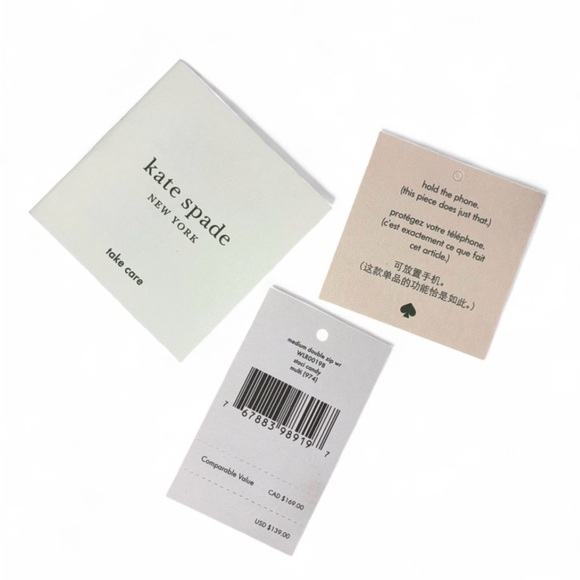 kate spade
NEW YORK
take care
hold the phone.
(this piece does just that.)
protégez votre téléphone.
(c'est exactement ce que fait
cet article.)
可放置手机。
(这款单品的功能恰是如此。)
medium double zip wr
WLR00198
staci candy
multi (974)
7 67883 98919 7
Comparable Value
CAD $169.00
USD $139.00